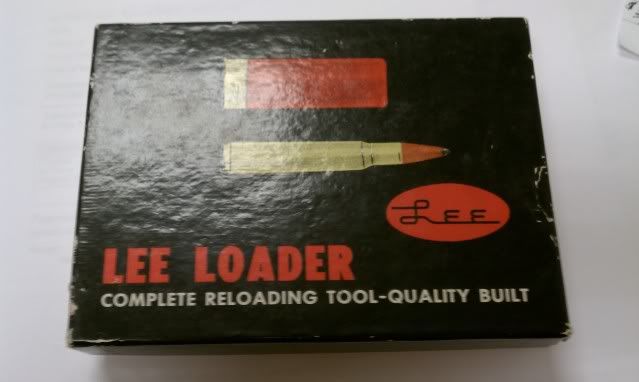 Lee
LEE LOADER
COMPLETE RELOADING TOOL-QUALITY BUILT